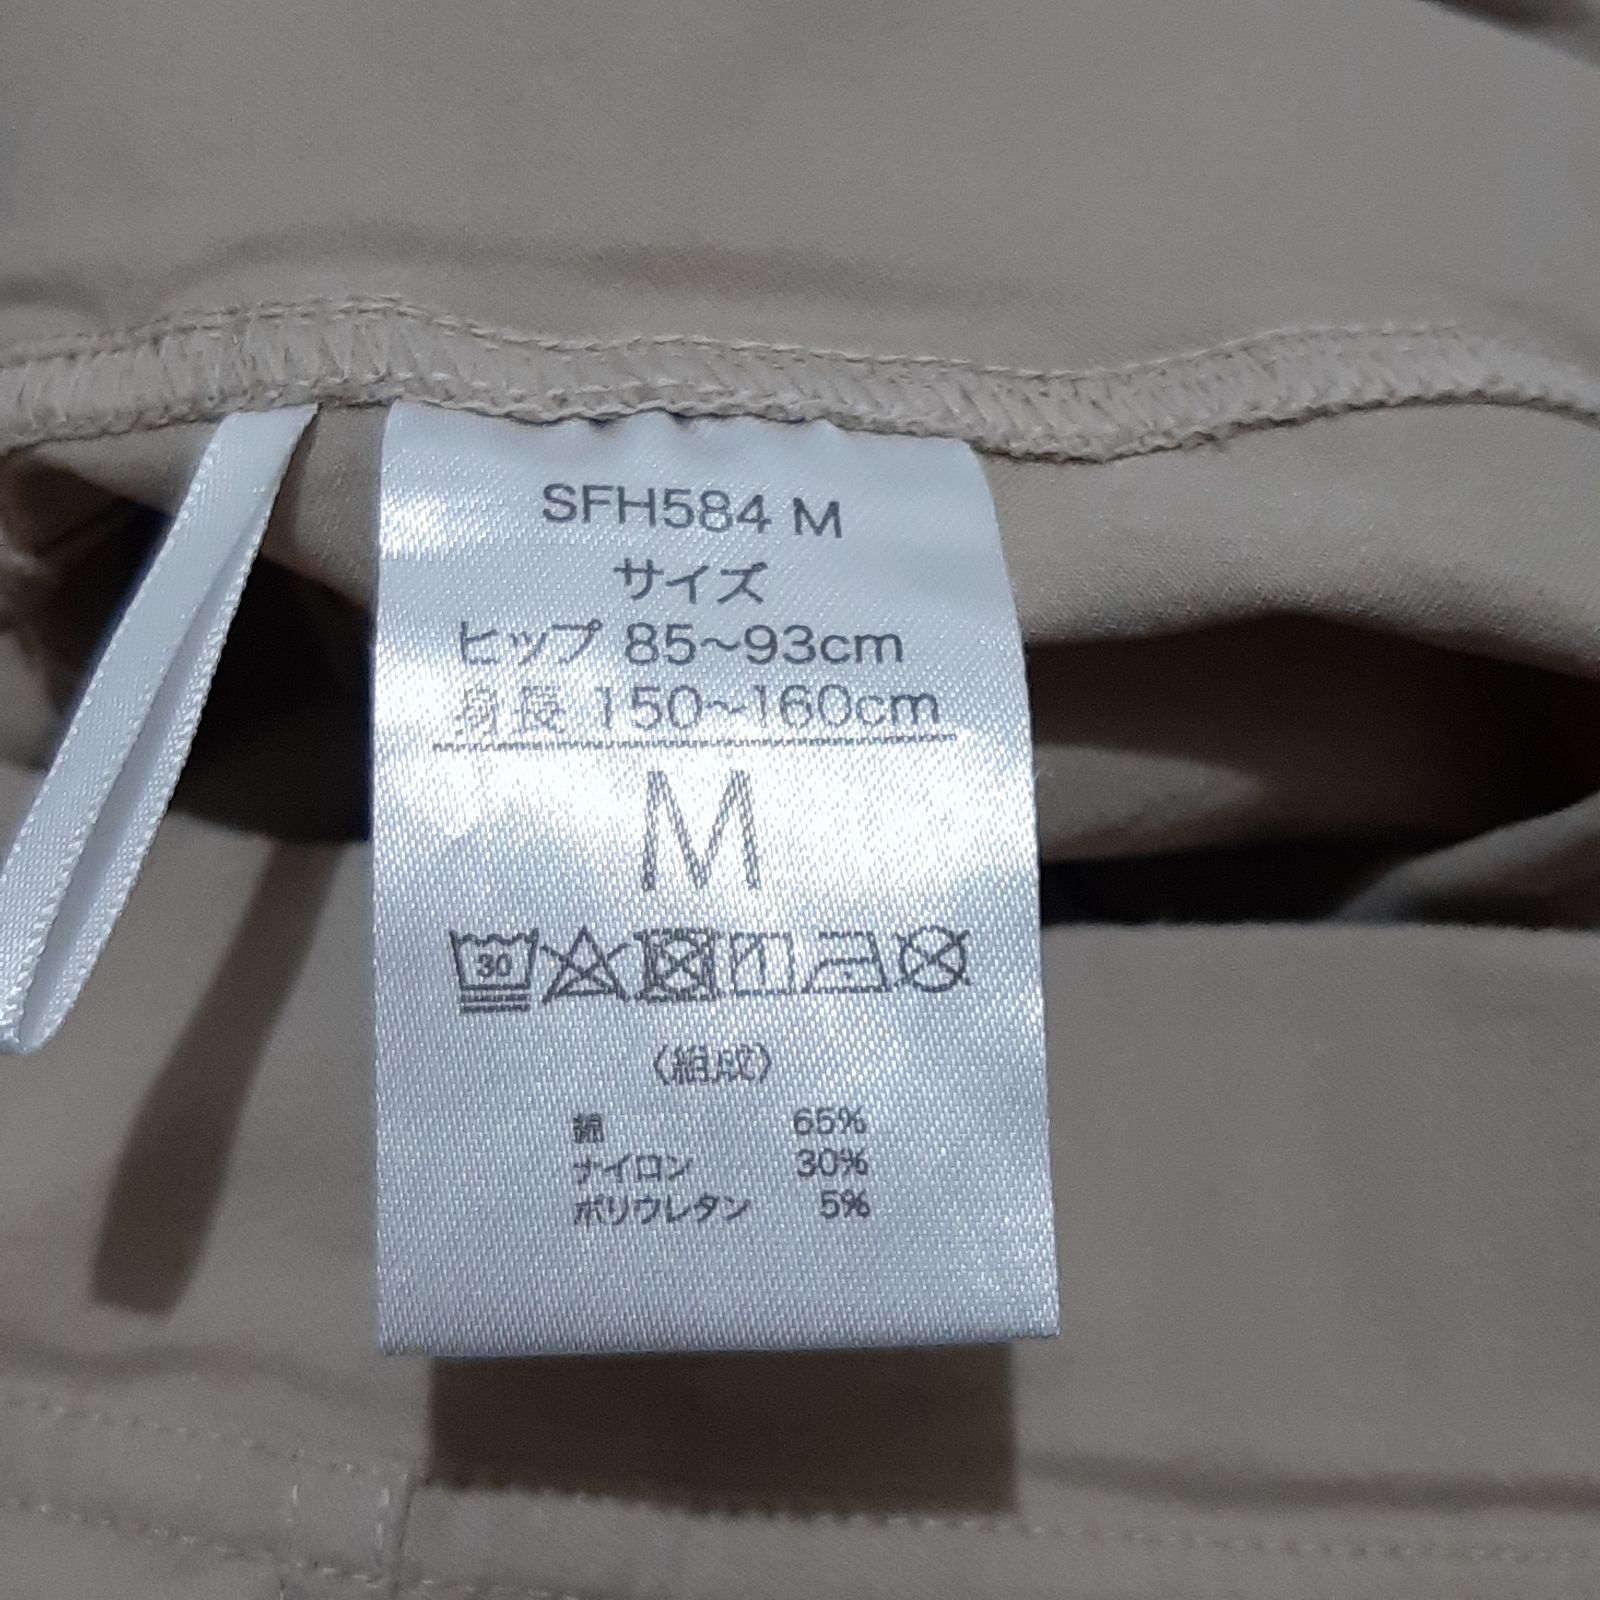 SFH584 M
サイズ
ヒップ 85~93cm
身長 150~160cm
M
30
〈組成〉
綿 65%
ナイロン 30%
ポリウレタン 5%